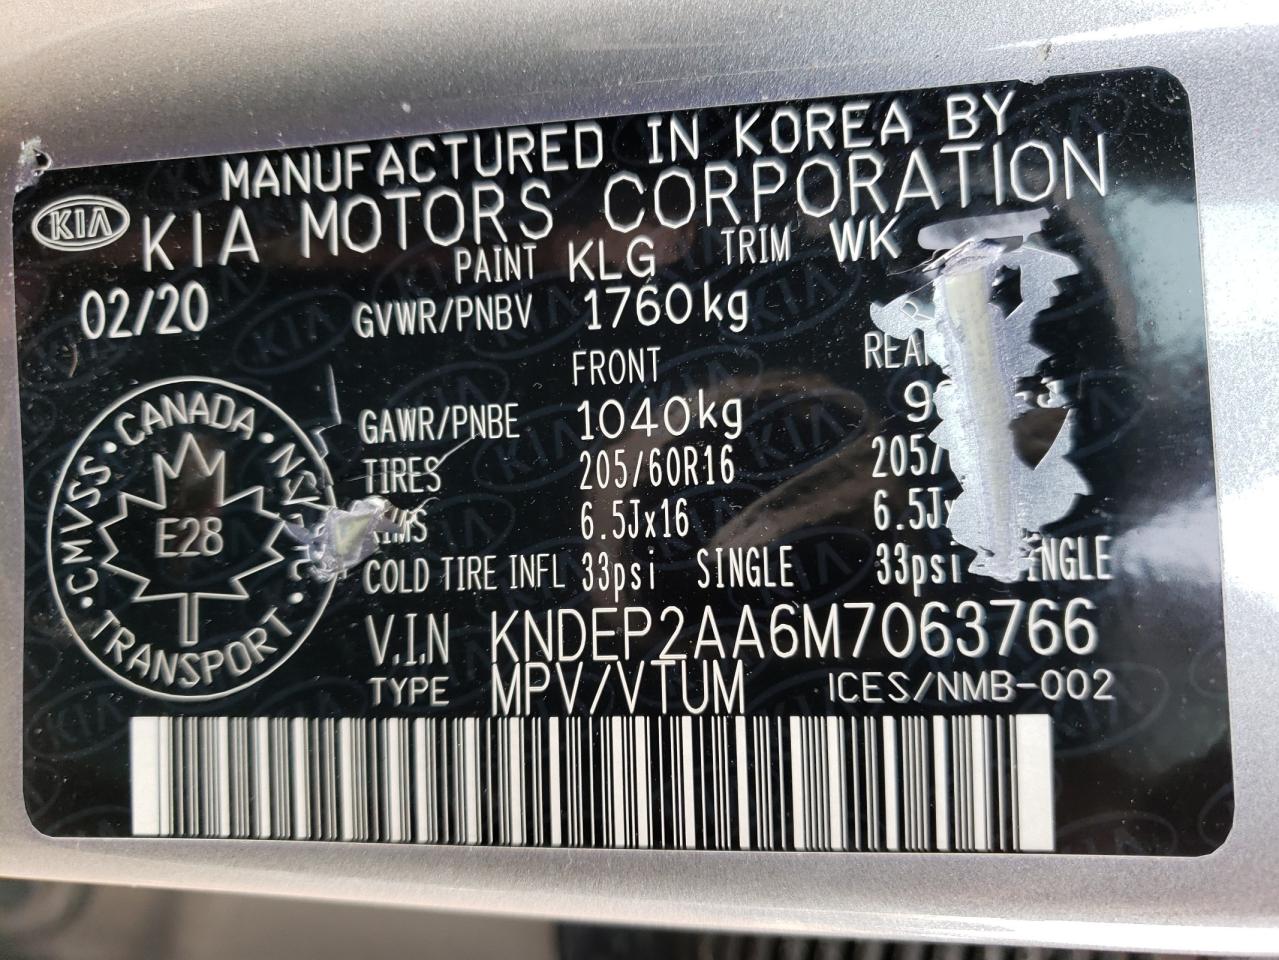 MANUFACTURED IN KOREA BY
KIA
KIA MOTORS CORPORATION
PAINT KLG TRIM WK
02/20
GVWR/PNBV 1760kg
FRONT
GAWR/PNBE 1040kg
TIRES 205/60R16 205/
6.5Jx16 6.5Jx
COLD TIRE INFL 33psi SINGLE 33psi
V.I.N KNDEP2AA6M7063766
TYPE MPV/VTUM ICES/NMB-002
CANADA
CMVSS
TRANSPORT
E28